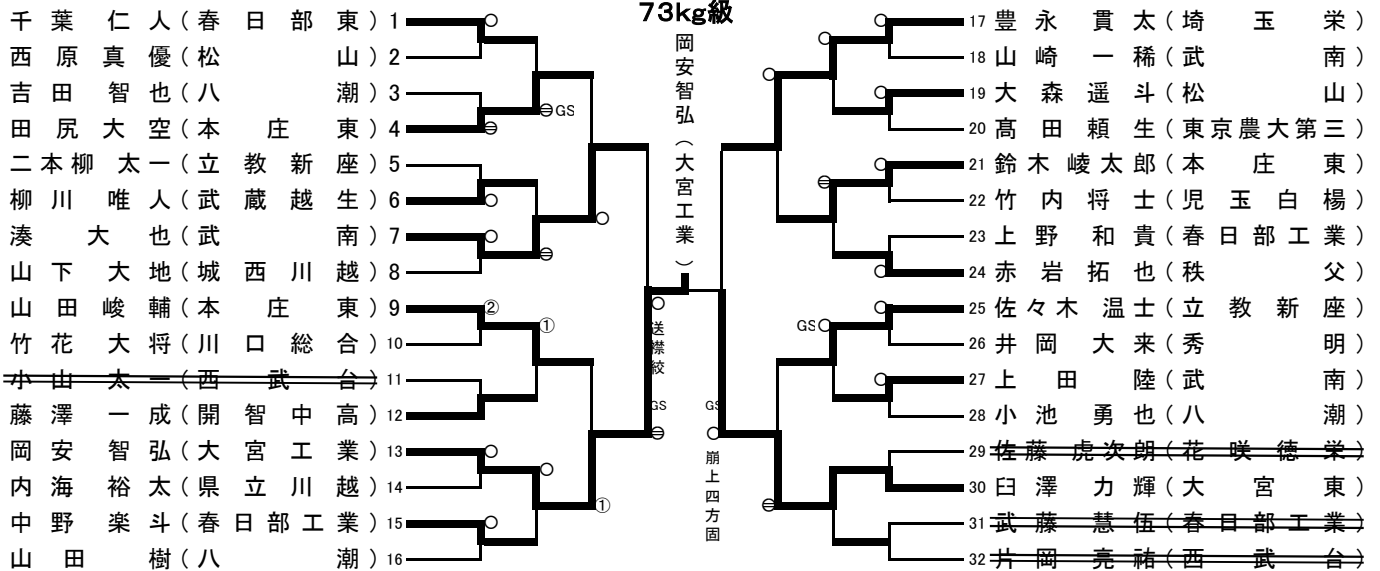 73kg級
千葉仁人(春日部東) 1
西原真優(松山) 2
吉田智也(八潮) 3
田尻大空(本庄東) 4
二本柳太一(立教新座) 5
柳川唯人(武蔵越生) 6
湊大也(武南) 7
山下大地(城西川越) 8
山田峻輔(本庄東) 9
竹花大将(川口総合) 10
小山太一(西武台) 11
藤澤一成(開智中高) 12
岡安智弘(大宮工業) 13
内海裕太(県立川越) 14
中野楽斗(春日部工業) 15
山田樹(八潮) 16
○
⊖
○
○
②
○
○
⊖GS
⊖
①
○
○
①
⊖
GS
○
送襟絞
岡安智弘(大宮工業)
GS
○
崩上四方固
○
⊖
○
⊖
GS○
○
○
○
○
○
○
17 豊永貫太(埼玉栄)
18 山崎一稀(武南)
19 大森遥斗(松山)
20 髙田頼生(東京農大第三)
21 鈴木崚太郎(本庄東)
22 竹内将士(児玉白楊)
23 上野和貴(春日部工業)
24 赤岩拓也(秩父)
25 佐々木温士(立教新座)
26 井岡大来(秀明)
27 上田陸(武南)
28 小池勇也(八潮)
29 佐藤虎次朗(花咲徳栄)
30 臼澤力輝(大宮東)
31 武藤慧伍(春日部工業)
32 片岡亮祐(西武台)